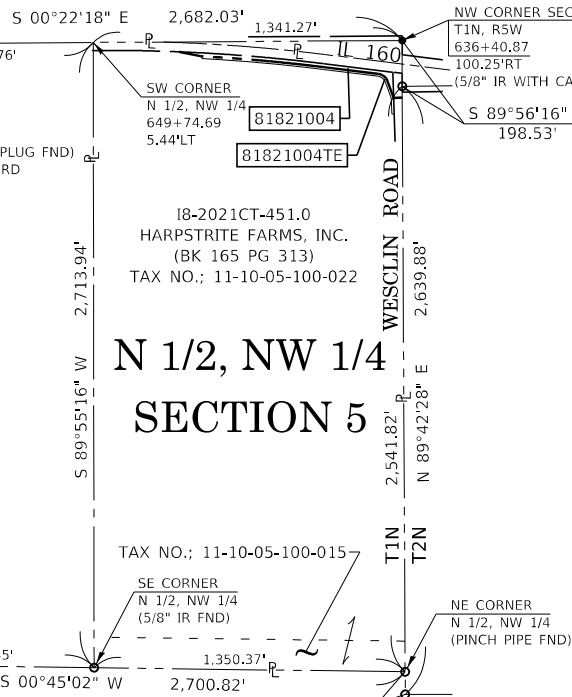 S 00°22'18" E 2,682.03'
1,341.27'
NW CORNER SEC
T1N, R5W
636+40.87
100.25'RT
(5/8" IR WITH CA
160
76'
SW CORNER
N 1/2, NW 1/4
649+74.69
5.44'LT
81821004
81821004TE
S 89°56'16"
198.53'
PLUG FND)
RD
I8-2021CT-451.0
HARPSTRITE FARMS, INC.
(BK 165 PG 313)
TAX NO.; 11-10-05-100-022
WESCLIN ROAD
2,713.94'
2,639.88'
N 1/2, NW 1/4
SECTION 5
S 89°55'16" W
2,541.82'
N 89°42'28" E
T1N
T2N
TAX NO.; 11-10-05-100-015
SE CORNER
N 1/2, NW 1/4
(5/8" IR FND)
NE CORNER
N 1/2, NW 1/4
(PINCH PIPE FND)
5'
1,350.37'
S 00°45'02" W 2,700.82'